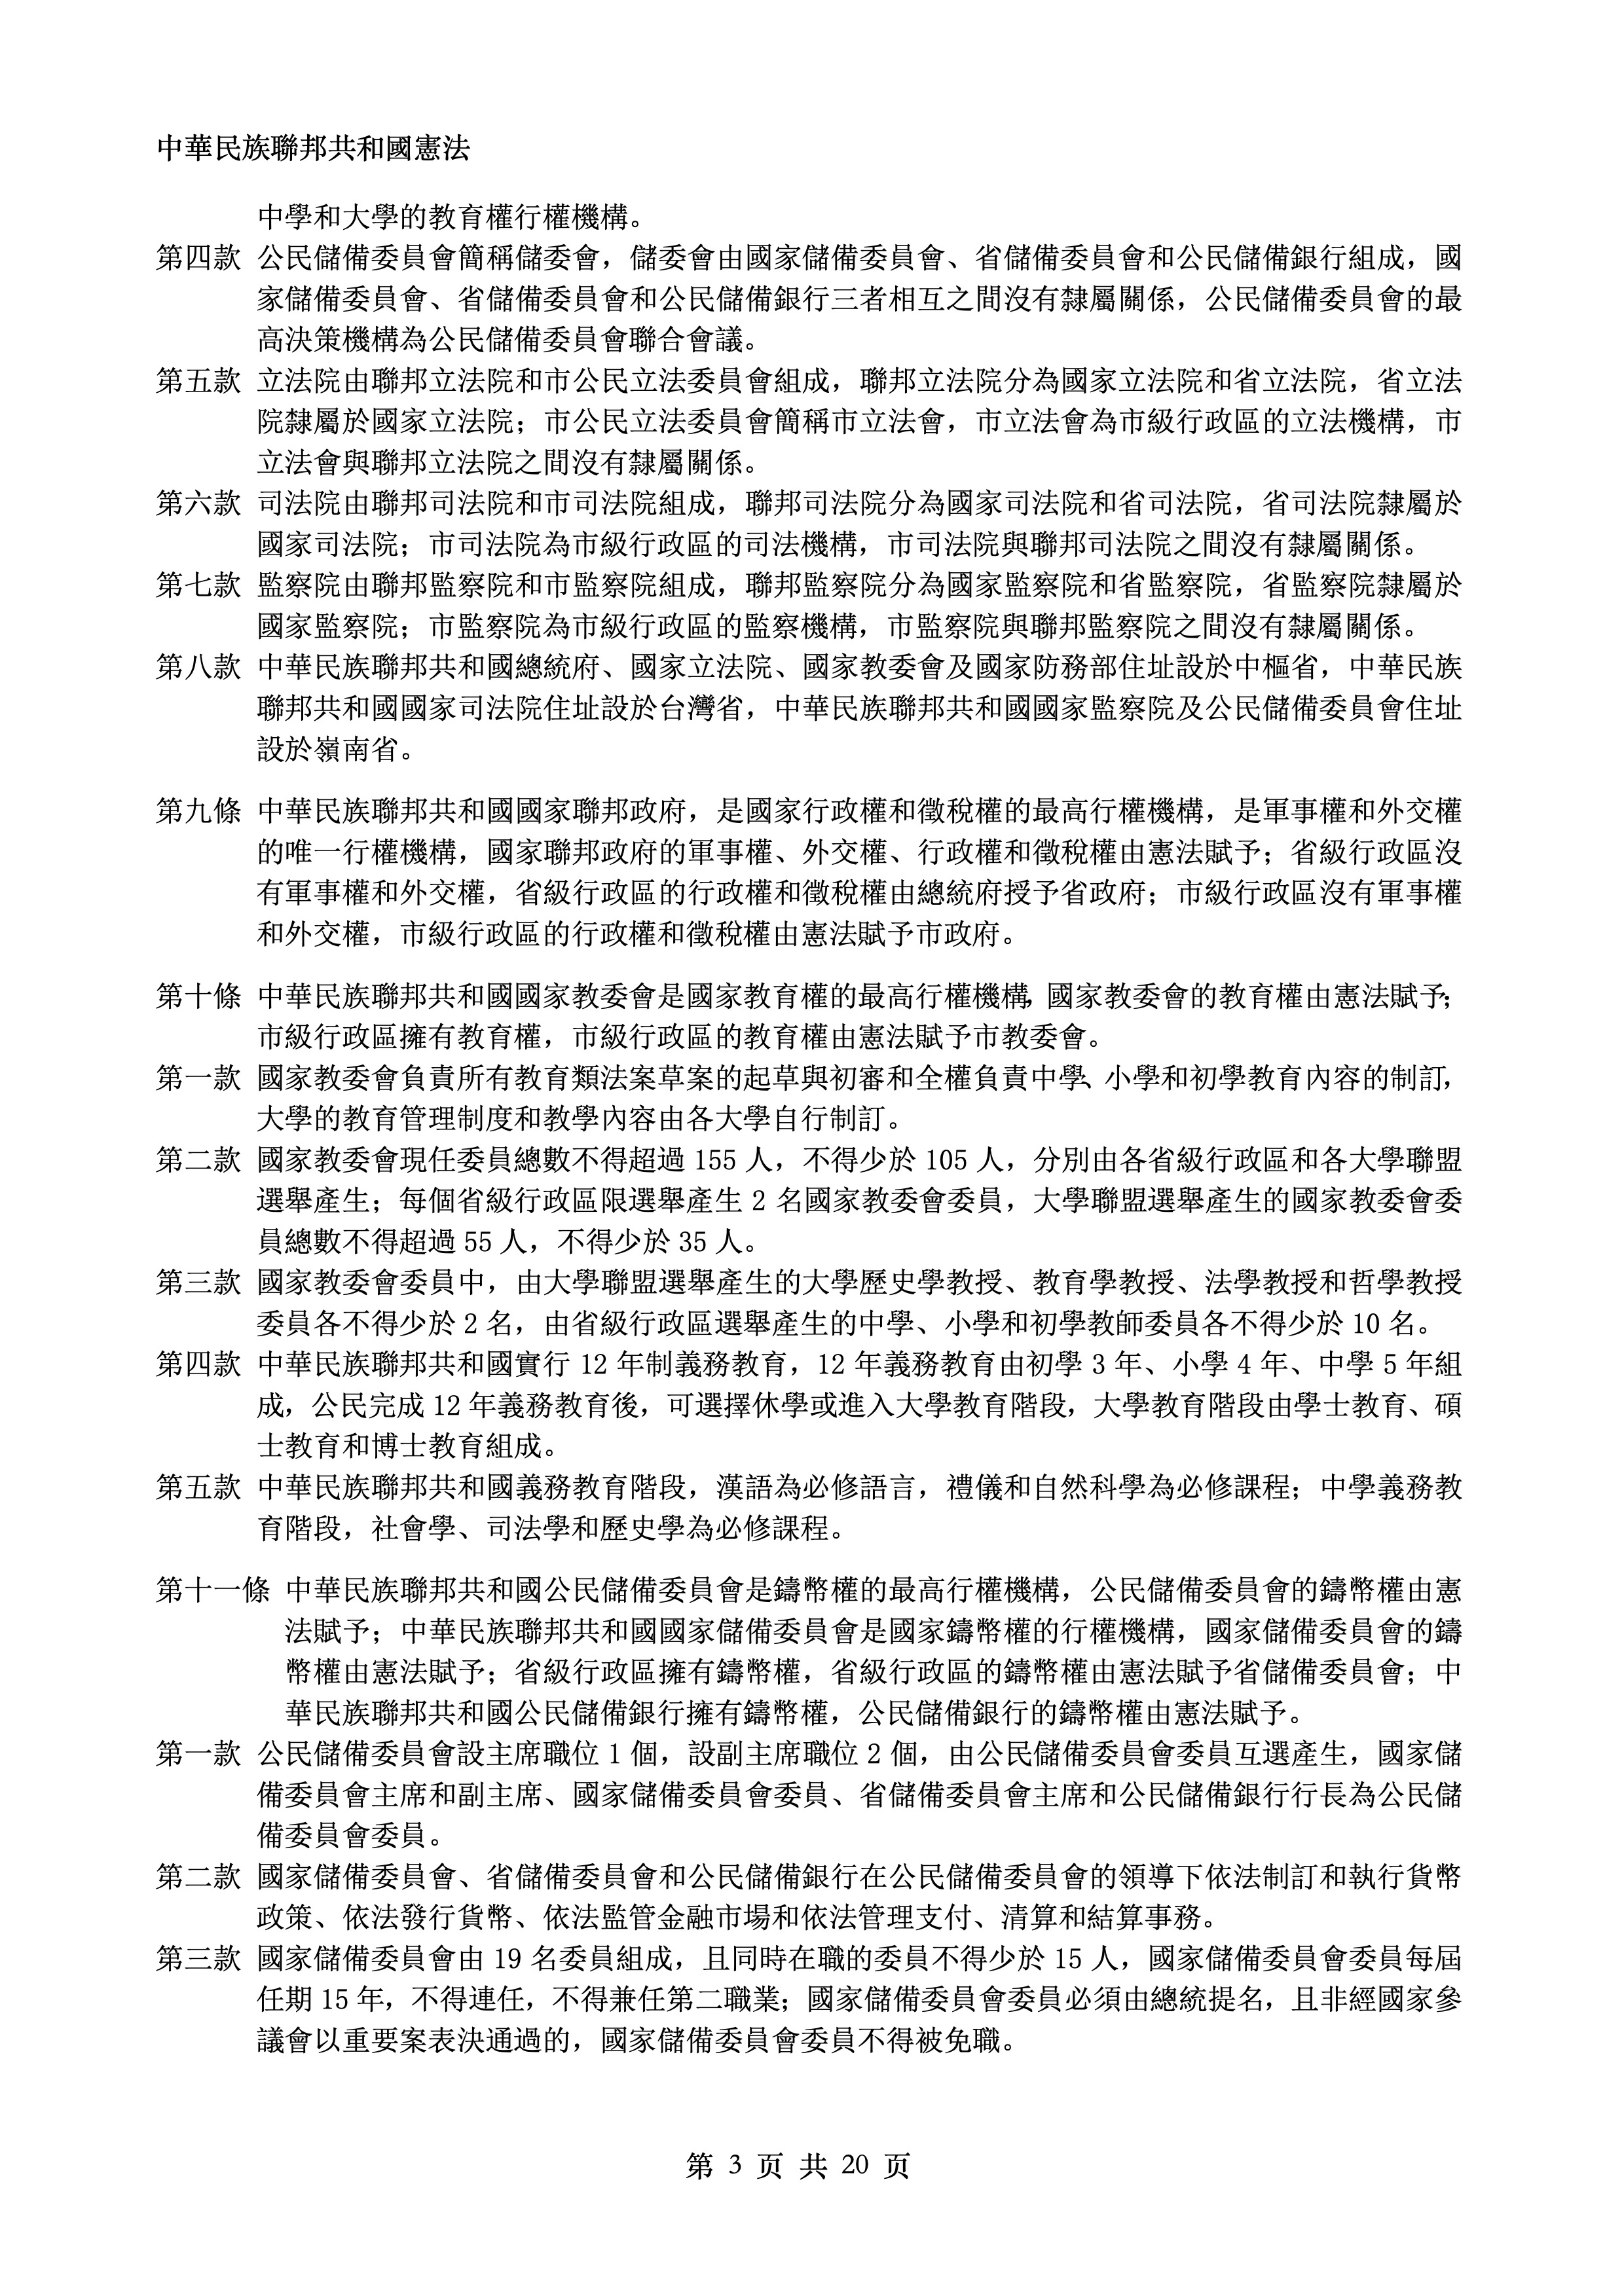 中華民族聯邦共和國憲法
中學和大學的教育權行權機構。
第四款 公民儲備委員會簡稱儲委會，儲委會由國家儲備委員會、省儲備委員會和公民儲備銀行組成，國
家儲備委員會、省儲備委員會和公民儲備銀行三者相互之間沒有隸屬關係，公民儲備委員會的最
高決策機構為公民儲備委員會聯合會議。
第五款 立法院由聯邦立法院和市公民立法委員會組成，聯邦立法院分為國家立法院和省立法院，省立法
院隸屬於國家立法院；市公民立法委員會簡稱市立法會，市立法會為市級行政區的立法機構，市
立法會與聯邦立法院之間沒有隸屬關係。
第六款 司法院由聯邦司法院和市司法院組成，聯邦司法院分為國家司法院和省司法院，省司法院隸屬於
國家司法院；市司法院為市級行政區的司法機構，市司法院與聯邦司法院之間沒有隸屬關係。
第七款 監察院由聯邦監察院和市監察院組成，聯邦監察院分為國家監察院和省監察院，省監察院隸屬於
國家監察院；市監察院為市級行政區的監察機構，市監察院與聯邦監察院之間沒有隸屬關係。
第八款 中華民族聯邦共和國總統府、國家立法院、國家教委會及國家防務部住址設於中樞省，中華民族
聯邦共和國國家司法院住址設於台灣省，中華民族聯邦共和國國家監察院及公民儲備委員會住址
設於嶺南省。
第九條 中華民族聯邦共和國國家聯邦政府，是國家行政權和徵稅權的最高行權機構，是軍事權和外交權
的唯一行權機構，國家聯邦政府的軍事權、外交權、行政權和徵稅權由憲法賦予；省級行政區沒
有軍事權和外交權，省級行政區的行政權和徵稅權由總統府授予省政府；市級行政區沒有軍事權
和外交權，市級行政區的行政權和徵稅權由憲法賦予市政府。
第十條 中華民族聯邦共和國國家教委會是國家教育權的最高行權機構，國家教委會的教育權由憲法賦予；
市級行政區擁有教育權，市級行政區的教育權由憲法賦予市教委會。
第一款 國家教委會負責所有教育類法案草案的起草與初審和全權負責中學、小學和初學教育內容的制訂，
大學的教育管理制度和教學內容由各大學自行制訂。
第二款 國家教委會現任委員總數不得超過 155 人，不得少於 105 人，分別由各省級行政區和各大學聯盟
選舉產生；每個省級行政區限選舉產生 2 名國家教委會委員，大學聯盟選舉產生的國家教委會委
員總數不得超過 55 人，不得少於 35 人。
第三款 國家教委會委員中，由大學聯盟選舉產生的大學歷史學教授、教育學教授、法學教授和哲學教授
委員各不得少於 2 名，由省級行政區選舉產生的中學、小學和初學教師委員各不得少於 10 名。
第四款 中華民族聯邦共和國實行 12 年制義務教育，12 年義務教育由初學 3 年、小學 4 年、中學 5 年組
成，公民完成 12 年義務教育後，可選擇休學或進入大學教育階段，大學教育階段由學士教育、碩
士教育和博士教育組成。
第五款 中華民族聯邦共和國義務教育階段，漢語為必修語言，禮儀和自然科學為必修課程；中學義務教
育階段，社會學、司法學和歷史學為必修課程。
第十一條 中華民族聯邦共和國公民儲備委員會是鑄幣權的最高行權機構，公民儲備委員會的鑄幣權由憲
法賦予；中華民族聯邦共和國國家儲備委員會是國家鑄幣權的行權機構，國家儲備委員會的鑄
幣權由憲法賦予；省級行政區擁有鑄幣權，省級行政區的鑄幣權由憲法賦予省儲備委員會；中
華民族聯邦共和國公民儲備銀行擁有鑄幣權，公民儲備銀行的鑄幣權由憲法賦予。
第一款 公民儲備委員會設主席職位 1 個，設副主席職位 2 個，由公民儲備委員會委員互選產生，國家儲
備委員會主席和副主席、國家儲備委員會委員、省儲備委員會主席和公民儲備銀行行長為公民儲
備委員會委員。
第二款 國家儲備委員會、省儲備委員會和公民儲備銀行在公民儲備委員會的領導下依法制訂和執行貨幣
政策、依法發行貨幣、依法監管金融市場和依法管理支付、清算和結算事務。
第三款 國家儲備委員會由 19 名委員組成，且同時在職的委員不得少於 15 人，國家儲備委員會委員每屆
任期 15 年，不得連任，不得兼任第二職業；國家儲備委員會委員必須由總統提名，且非經國家參
議會以重要案表決通過的，國家儲備委員會委員不得被免職。
第 3 页 共 20 页